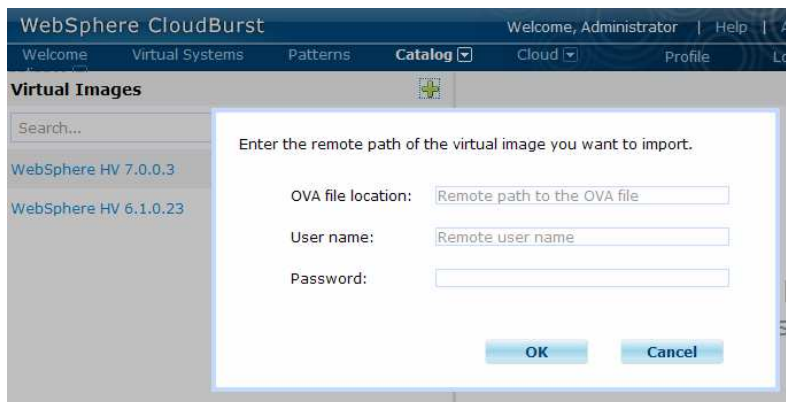 WebSphere CloudBurst
Welcome, Administrator | Help |
Welcome Virtual Systems Patterns Catalog Cloud Profile
Virtual Images
Search...
WebSphere HV 7.0.0.3
WebSphere HV 6.1.0.23
Enter the remote path of the virtual image you want to import.
OVA file location: Remote path to the OVA file
User name: Remote user name
Password:
OK Cancel